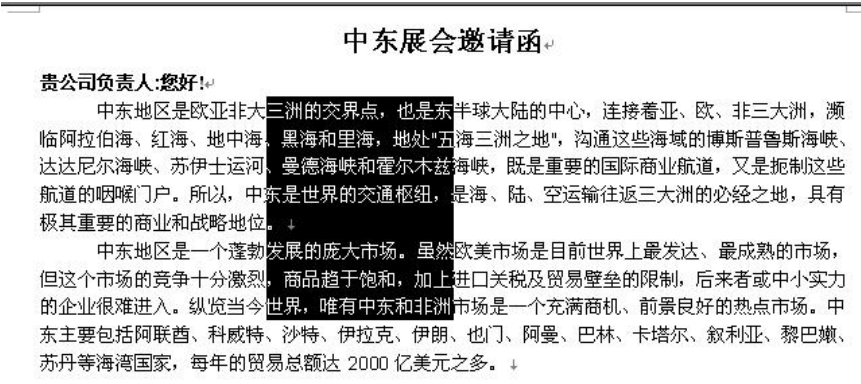 中东展会邀请函
贵公司负责人:您好!
中东地区是欧亚非大三洲的交界点，也是东半球大陆的中心，连接着亚、欧、非三大洲，濒
临阿拉伯海、红海、地中海、黑海和里海，地处"五海三洲之地"，沟通这些海域的博斯普鲁斯海峡、
达达尼尔海峡、苏伊士运河、曼德海峡和霍尔木兹海峡，既是重要的国际商业航道，又是扼制这些
航道的咽喉门户。所以，中东是世界的交通枢纽，是海、陆、空运输往返三大洲的必经之地，具有
极其重要的商业和战略地位。
中东地区是一个蓬勃发展的庞大市场。虽然欧美市场是目前世界上最发达、最成熟的市场，
但这个市场的竞争十分激烈，商品趋于饱和，加上进口关税及贸易壁垒的限制，后来者或中小实力
的企业很难进入。纵览当今世界，唯有中东和非洲市场是一个充满商机、前景良好的热点市场。中
东主要包括阿联酋、科威特、沙特、伊拉克、伊朗、也门、阿曼、巴林、卡塔尔、叙利亚、黎巴嫩、
苏丹等海湾国家，每年的贸易总额达 2000 亿美元之多。